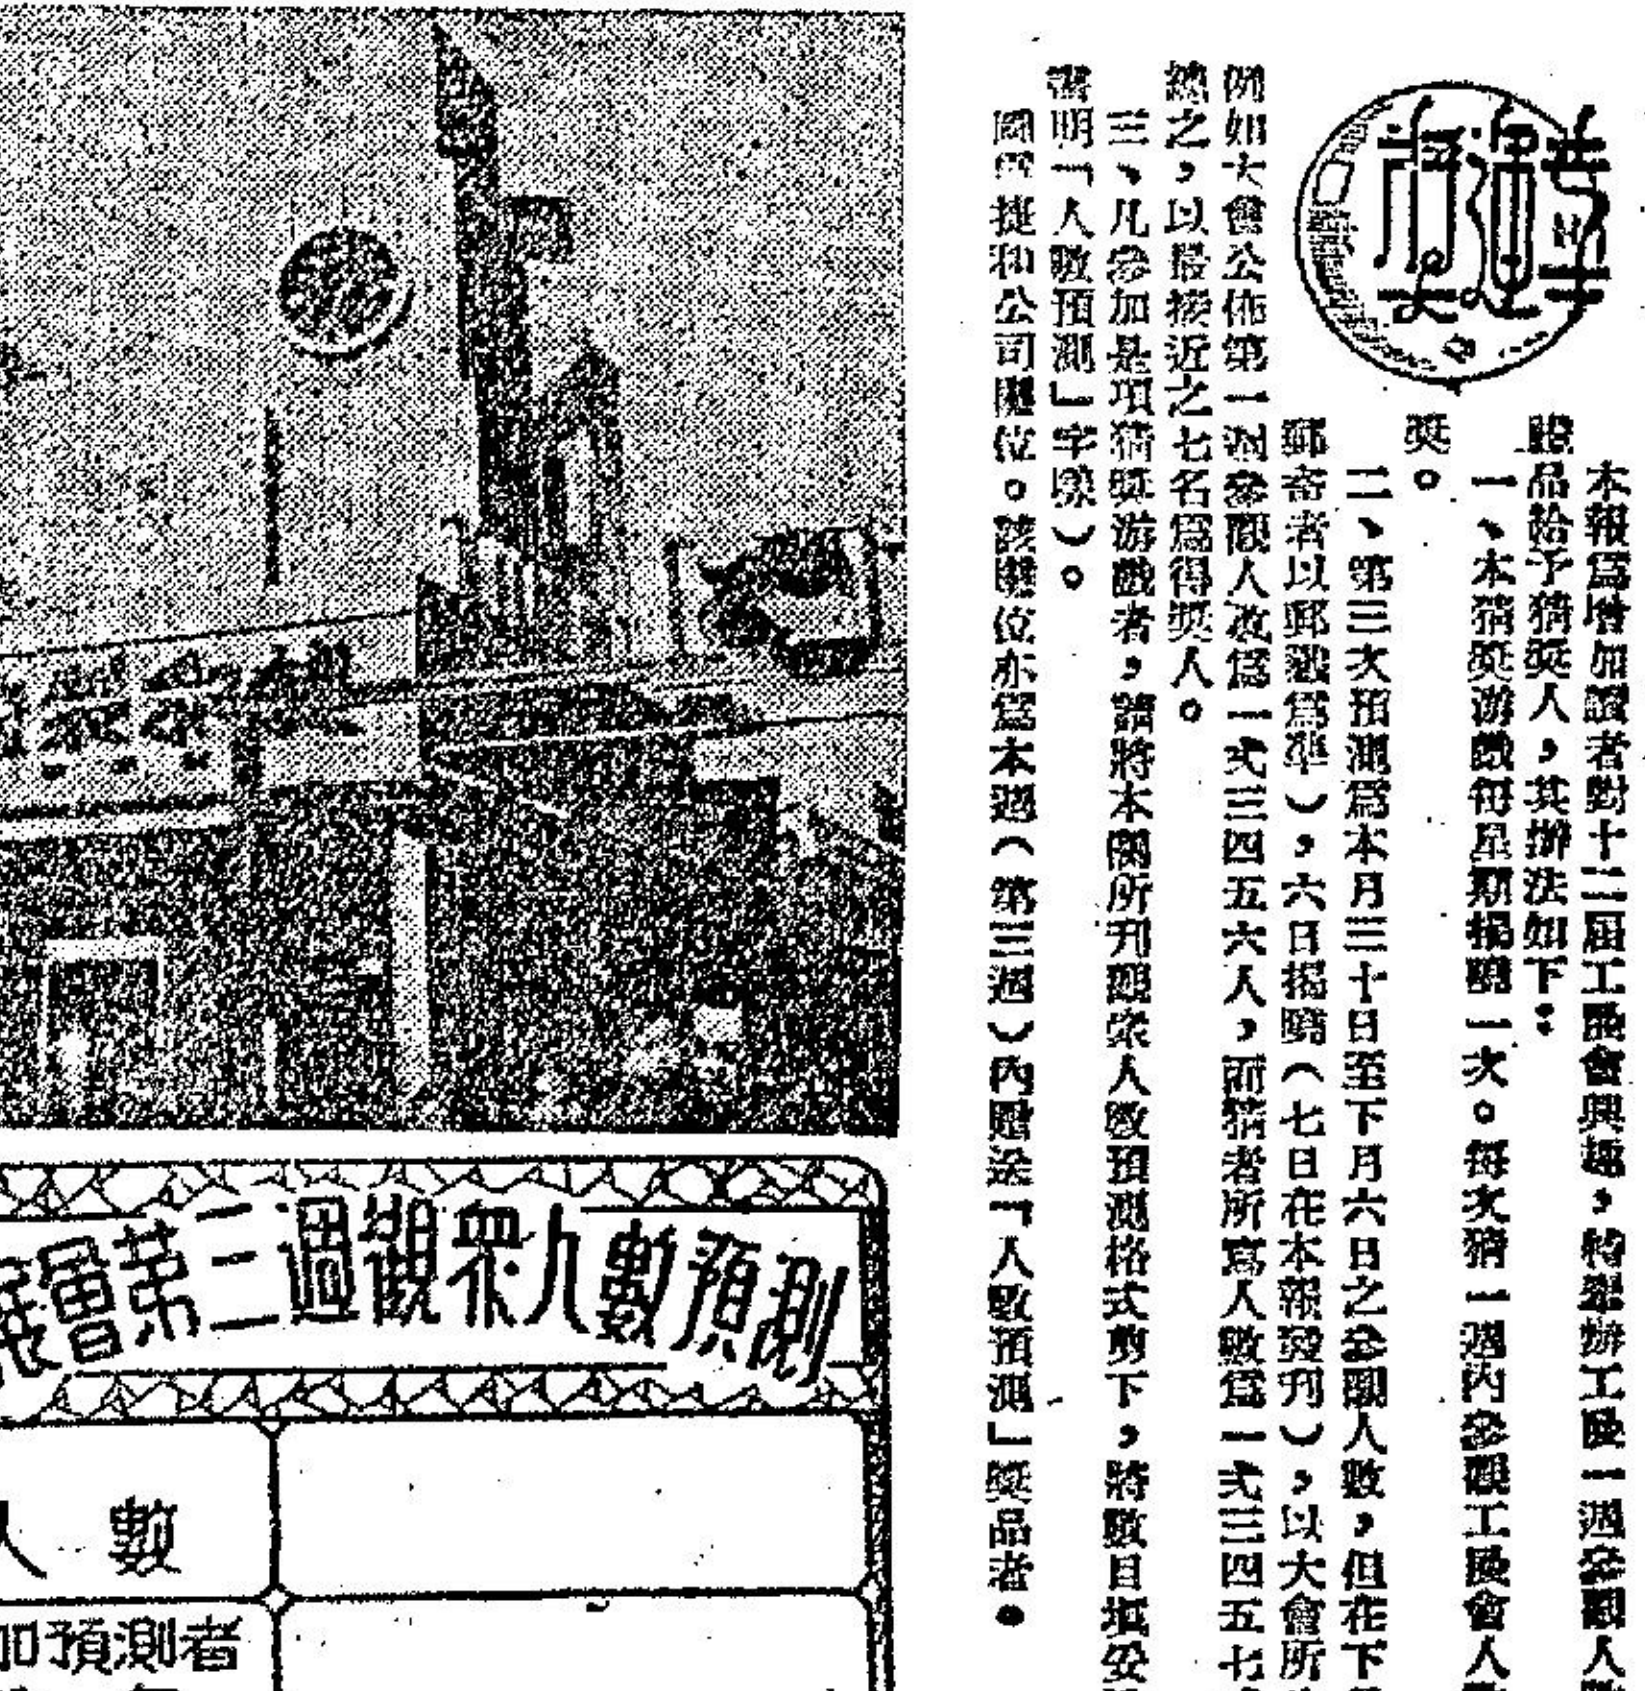 幸運獎
本報爲增加讀者對十二屆工展會興趣,特舉辦工展一週參觀人
品給予猜獎人,其辦法如下:
一、本猜獎游戲每星期揭曉一次。每次猜一週內參觀工展會人
獎。
二、第三次預測爲本月三十日至下月六日之參觀人數,但在下
郵寄者以郵戳爲準),六日揭曉(七日在本報發刊),以大會所
例如大會公佈第一週參觀人數爲一弍三四五六人,而猜者所寫人數爲一弍三四五七
總之,以最接近之七名爲得獎人。
三、凡參加是項猜獎游戲者,請將本欄所刊觀衆人數預測格式剪下,將數目填妥
書明「人數預測」字樣)。
圖爲捷和公司攤位。該攤位亦爲本週(第三週)內贈送「人數預測」獎品者。
展會第三週觀衆人數預測
人數
加預測者